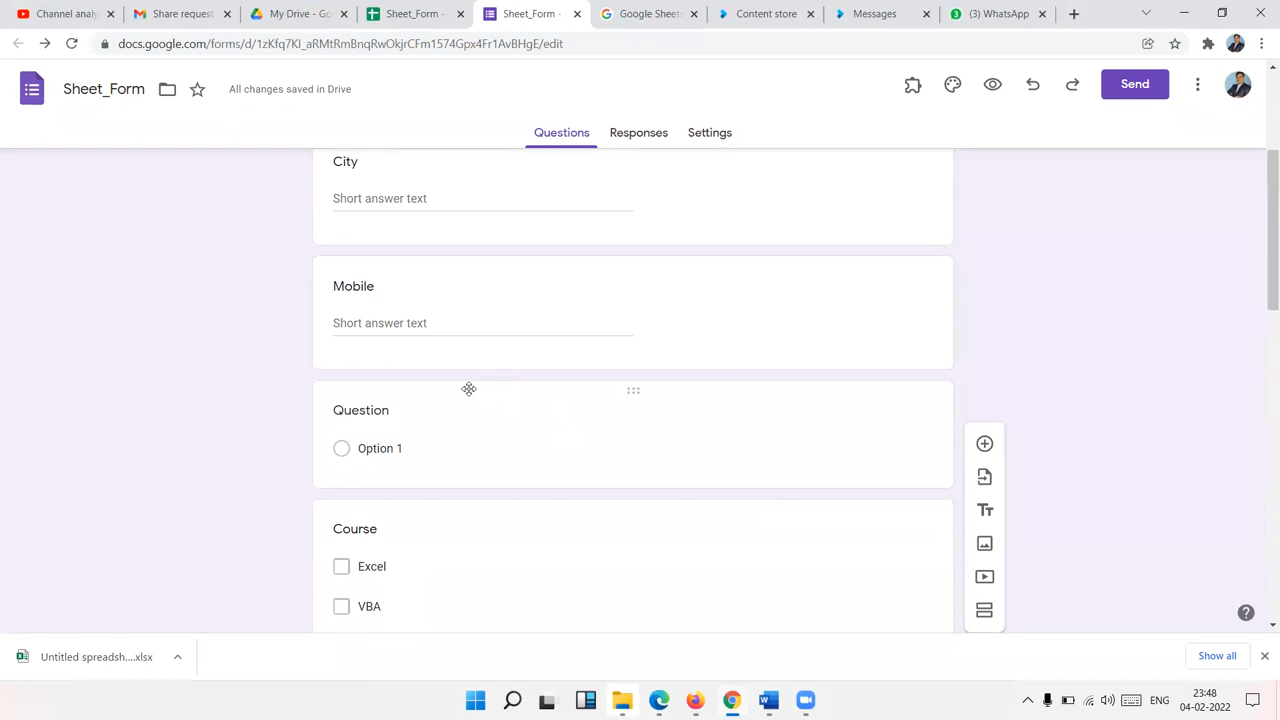 Channel analy
Share request
My Drive - Go
Sheet_Form -
Sheet_Form -
Google Sheets
Content store
Messages
(3) WhatsApp
docs.google.com/forms/d/1zKfq7Kl_aRMtRmBnqRwOkjrCFm1574Gpx4Fr1AvBHgE/edit
Sheet_Form
All changes saved in Drive
Send
Questions
Responses
Settings
City
Short answer text
Mobile
Short answer text
Question
Option 1
Course
Excel
VBA
Untitled spreadsh....xlsx
Show all
ENG
23:48
04-02-2022